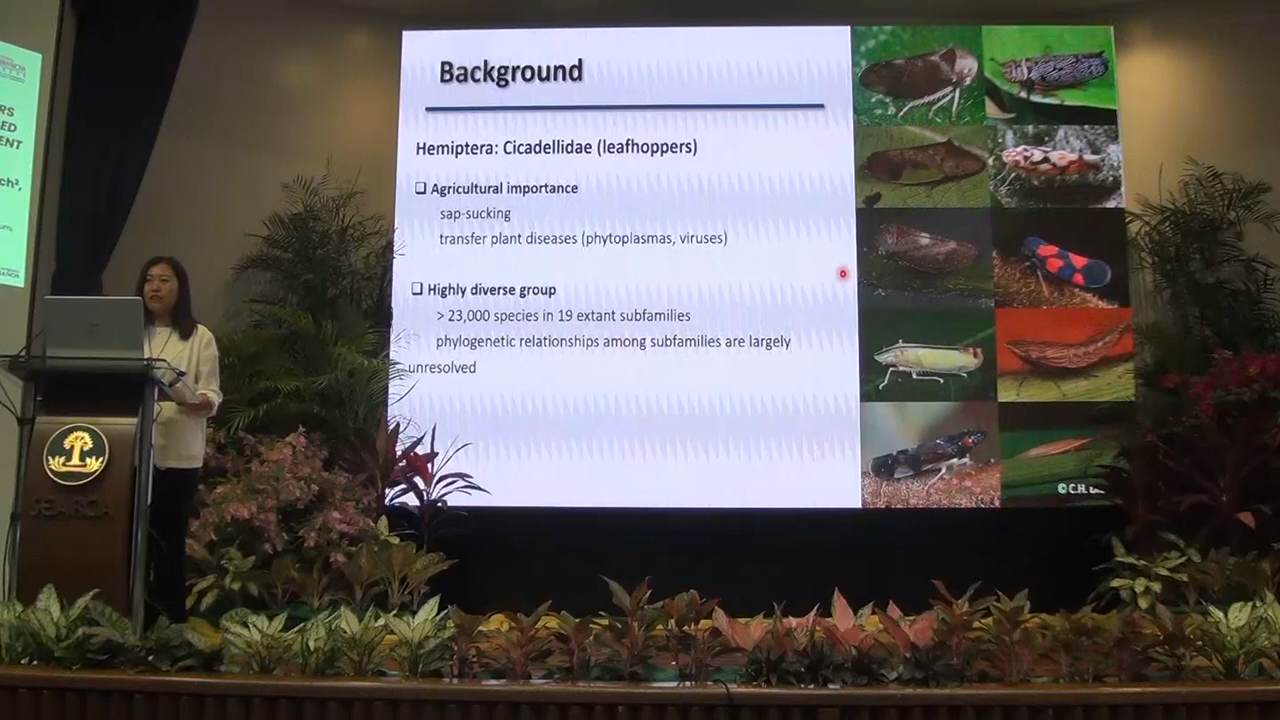 Background
Hemiptera: Cicadellidae (leafhoppers)
Agricultural importance
sap-sucking
transfer plant diseases (phytoplasmas, viruses)
Highly diverse group
> 23,000 species in 19 extant subfamilies
phylogenetic relationships among subfamilies are largely
unresolved
© C.H.
SEARCA